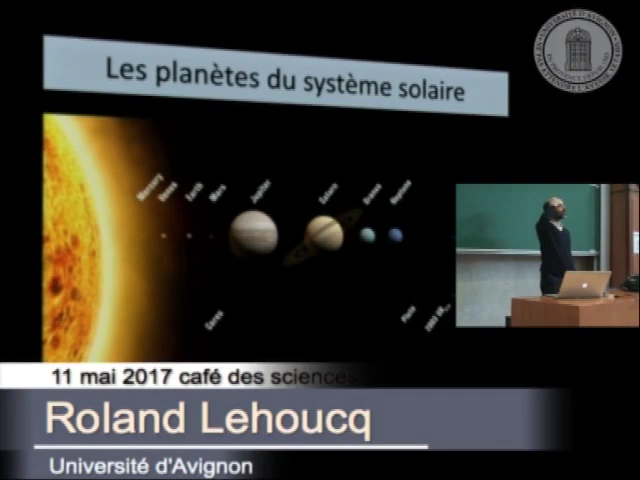 Les planètes du système solaire
Mercury
Venus
Earth
Mars
Jupiter
Saturn
Uranus
Neptune
Ceres
Pluto
11 mai 2017 café des sciences
Roland Lehoucq
Université d'Avignon